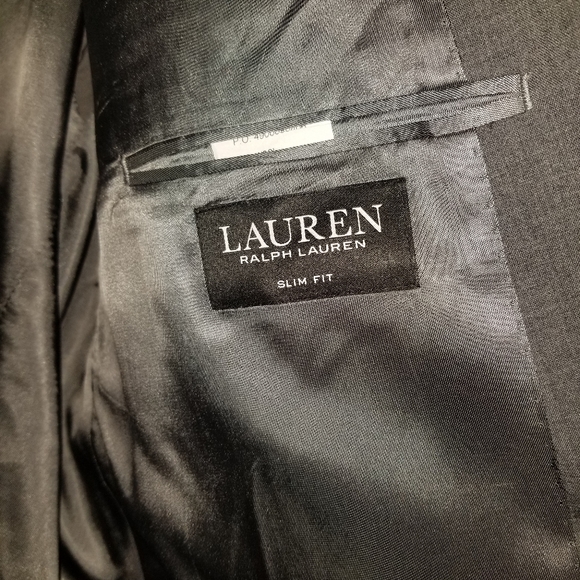 P O
LAUREN
RALPH LAUREN
SLIM FIT